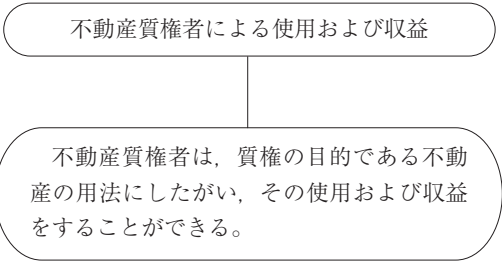 不動産質権者による使用および収益
不動産質権者は，質権の目的である不動
産の用法にしたがい，その使用および収益
をすることができる。